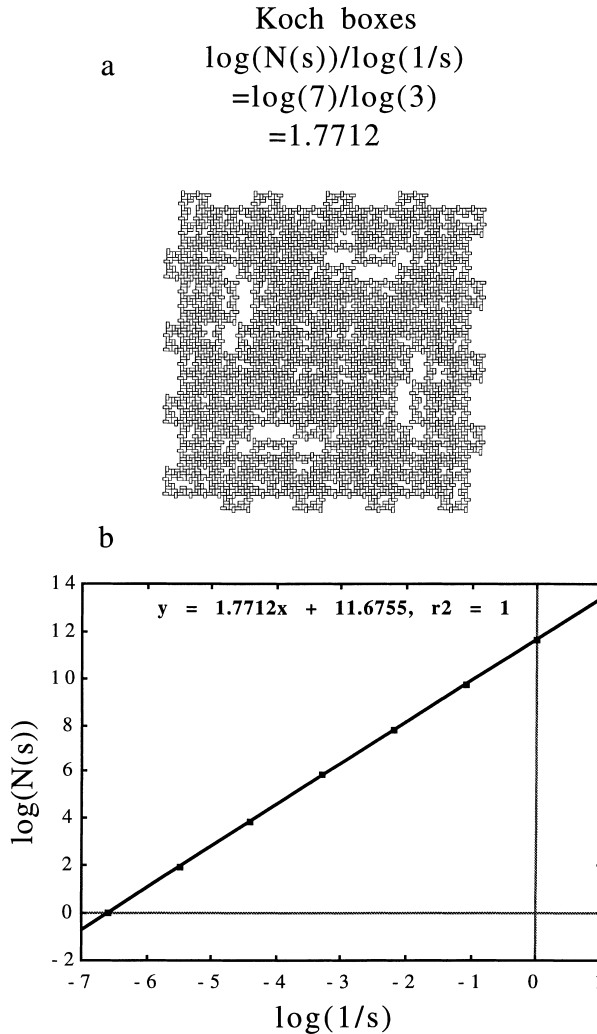 Koch boxes
a
log(N(s))/log(1/s)
=log(7)/log(3)
=1.7712
b
14
y = 1.7712x + 11.6755, r2 = 1
12
10
8
6
4
2
0
-2
log(N(s))
-7 -6 -5 -4 -3 -2 -1 0 1
log(1/s)